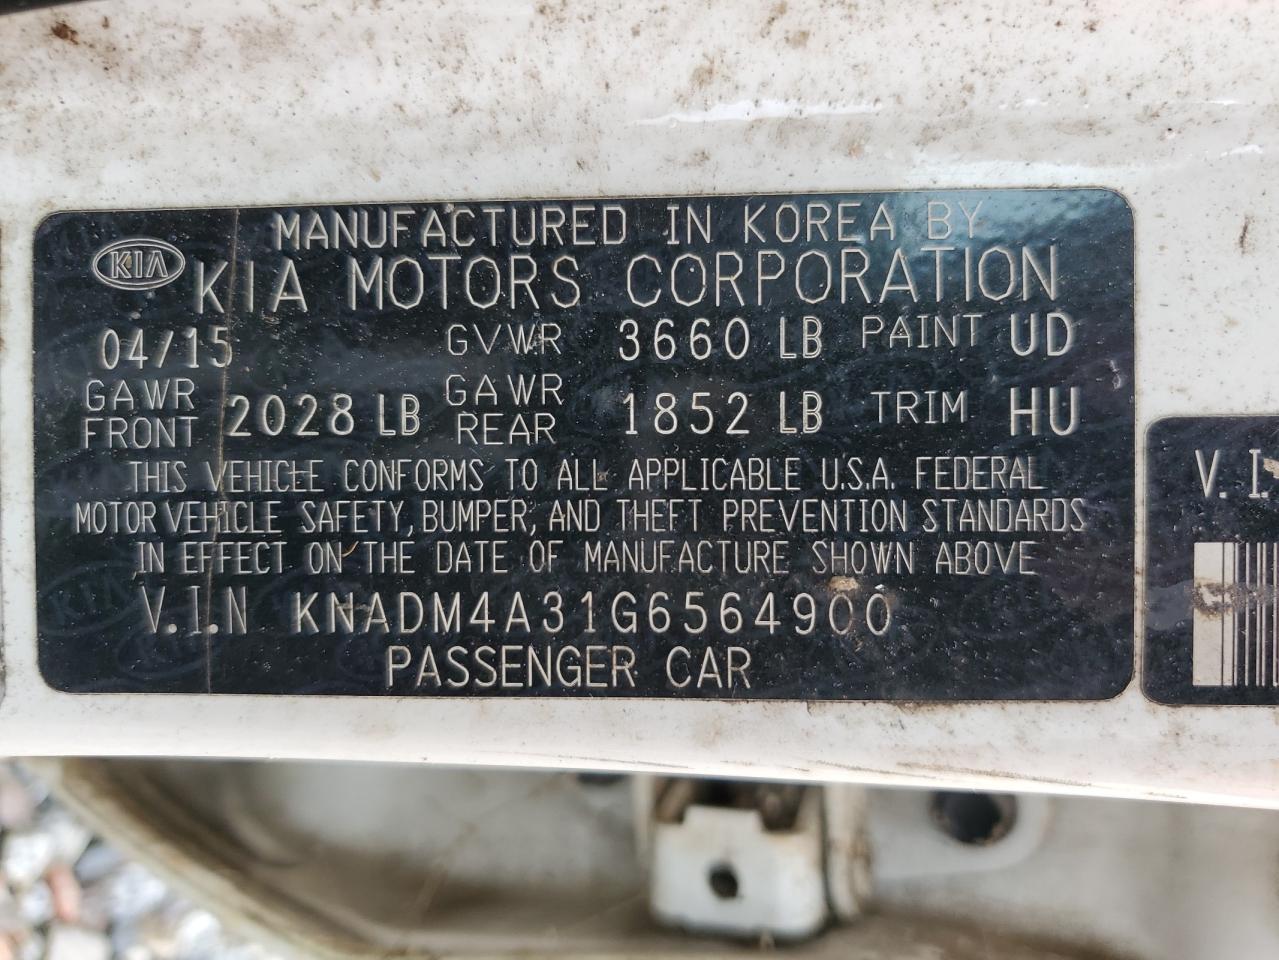 MANUFACTURED IN KOREA BY
KIA KIA MOTORS CORPORATION
04/15 GVWR 3660 LB PAINT UD
GAWR FRONT 2028 LB GAWR REAR 1852 LB TRIM HU
THIS VEHICLE CONFORMS TO ALL APPLICABLE U.S.A. FEDERAL
MOTOR VEHICLE SAFETY, BUMPER, AND THEFT PREVENTION STANDARDS
IN EFFECT ON THE DATE OF MANUFACTURE SHOWN ABOVE
V.I.N KNADM4A31G6564900
PASSENGER CAR
V.I.